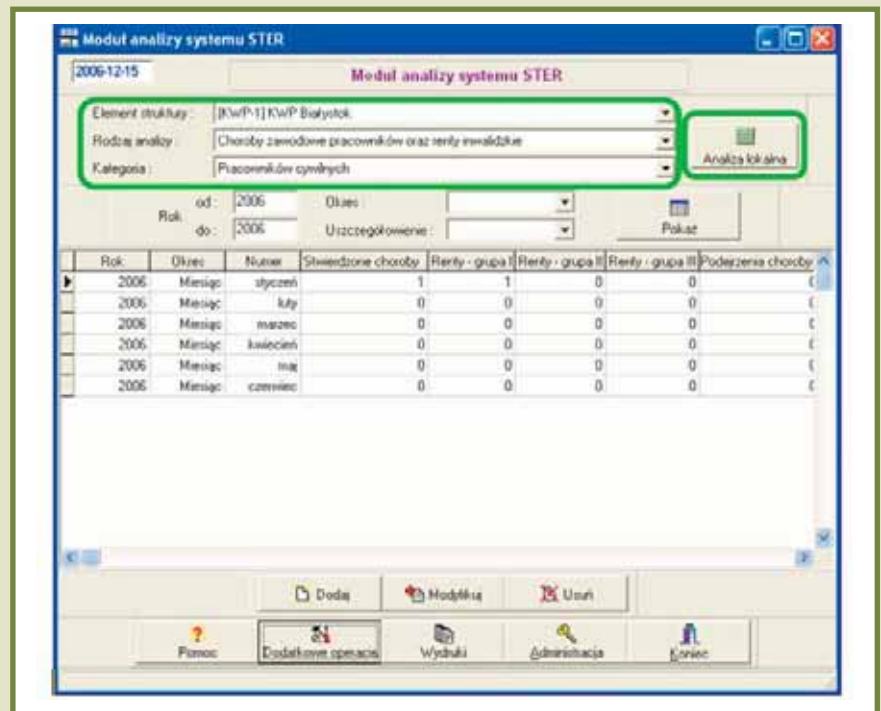 Moduł analizy systemu STER
2006-12-15
Moduł analizy systemu STER
Element struktury : [KWP-1] KWP Białystok
Rodzaj analizy : Choroby zawodowe pracowników oraz renty inwalidzkie
Kategoria : Pracowników cywilnych
Analiza lokalna
Rok od : 2006 Okres :
do : 2006 Uszczegółowienie :
Pokaż
Rok Okres Numer Stwierdzone choroby Renty - grupa I Renty - grupa II Renty - grupa III Podejrzenia choroby
2006 Miesiąc styczeń 1 1 0 0
2006 Miesiąc luty 0 0 0 0
2006 Miesiąc marzec 0 0 0 0
2006 Miesiąc kwiecień 0 0 0 0
2006 Miesiąc maj 0 0 0 0
2006 Miesiąc czerwiec 0 0 0 0
Dodaj Modyfikuj Usuń
Pomoc Dodatkowe operacje Wydruki Administracja Koniec